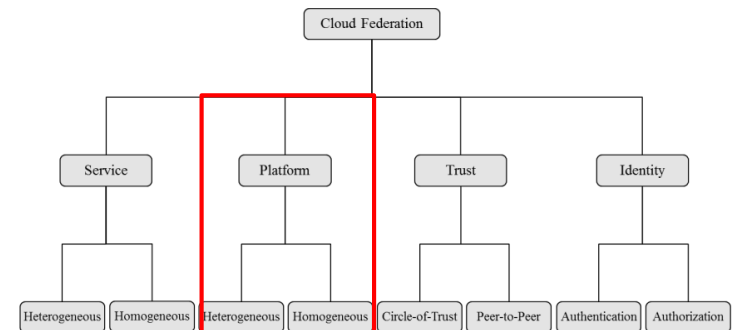 Cloud Federation
Service
Platform
Trust
Identity
Heterogeneous
Homogeneous
Heterogeneous
Homogeneous
Circle-of-Trust
Peer-to-Peer
Authentication
Authorization